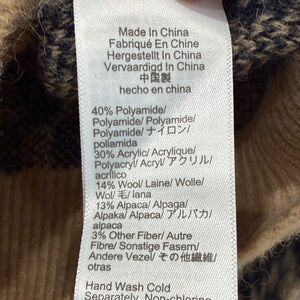 Made In China
Fabriqué En Chine
Hergestellt In China
Vervaardigd In China
中国製
hecho en china
40% Polyamide/
Polyamide/ Polyamide/
Polyamide/ ナイロン/
poliamida
30% Acrylic/ Acrylique/
Polyacryl/ Acryl/ アクリル/
acrílico
14% Wool/ Laine/ Wolle/
Wol/ 毛/ lana
13% Alpaca/ Alpaga/
Alpaka/ Alpaca/ アルパカ/
alpaca
3% Other Fiber/ Autre
Fibre/ Sonstige Fasern/
Andere Vezel/ その他繊維/
otras
Hand Wash Cold
Separately, Non-chlorine